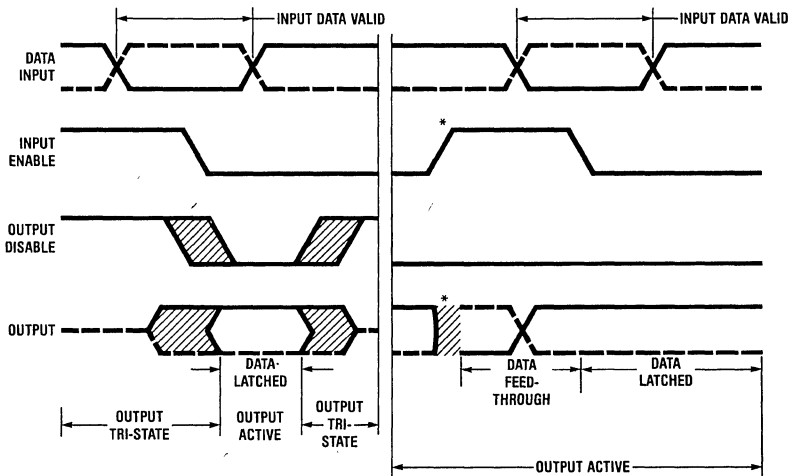 INPUT DATA VALID
INPUT DATA VALID
DATA
INPUT
*
INPUT
ENABLE
OUTPUT
DISABLE
*
OUTPUT
DATA-
LATCHED
DATA
FEED-
THROUGH
DATA
LATCHED
OUTPUT
TRI-STATE
OUTPUT
ACTIVE
OUTPUT
TRI-
STATE
OUTPUT ACTIVE